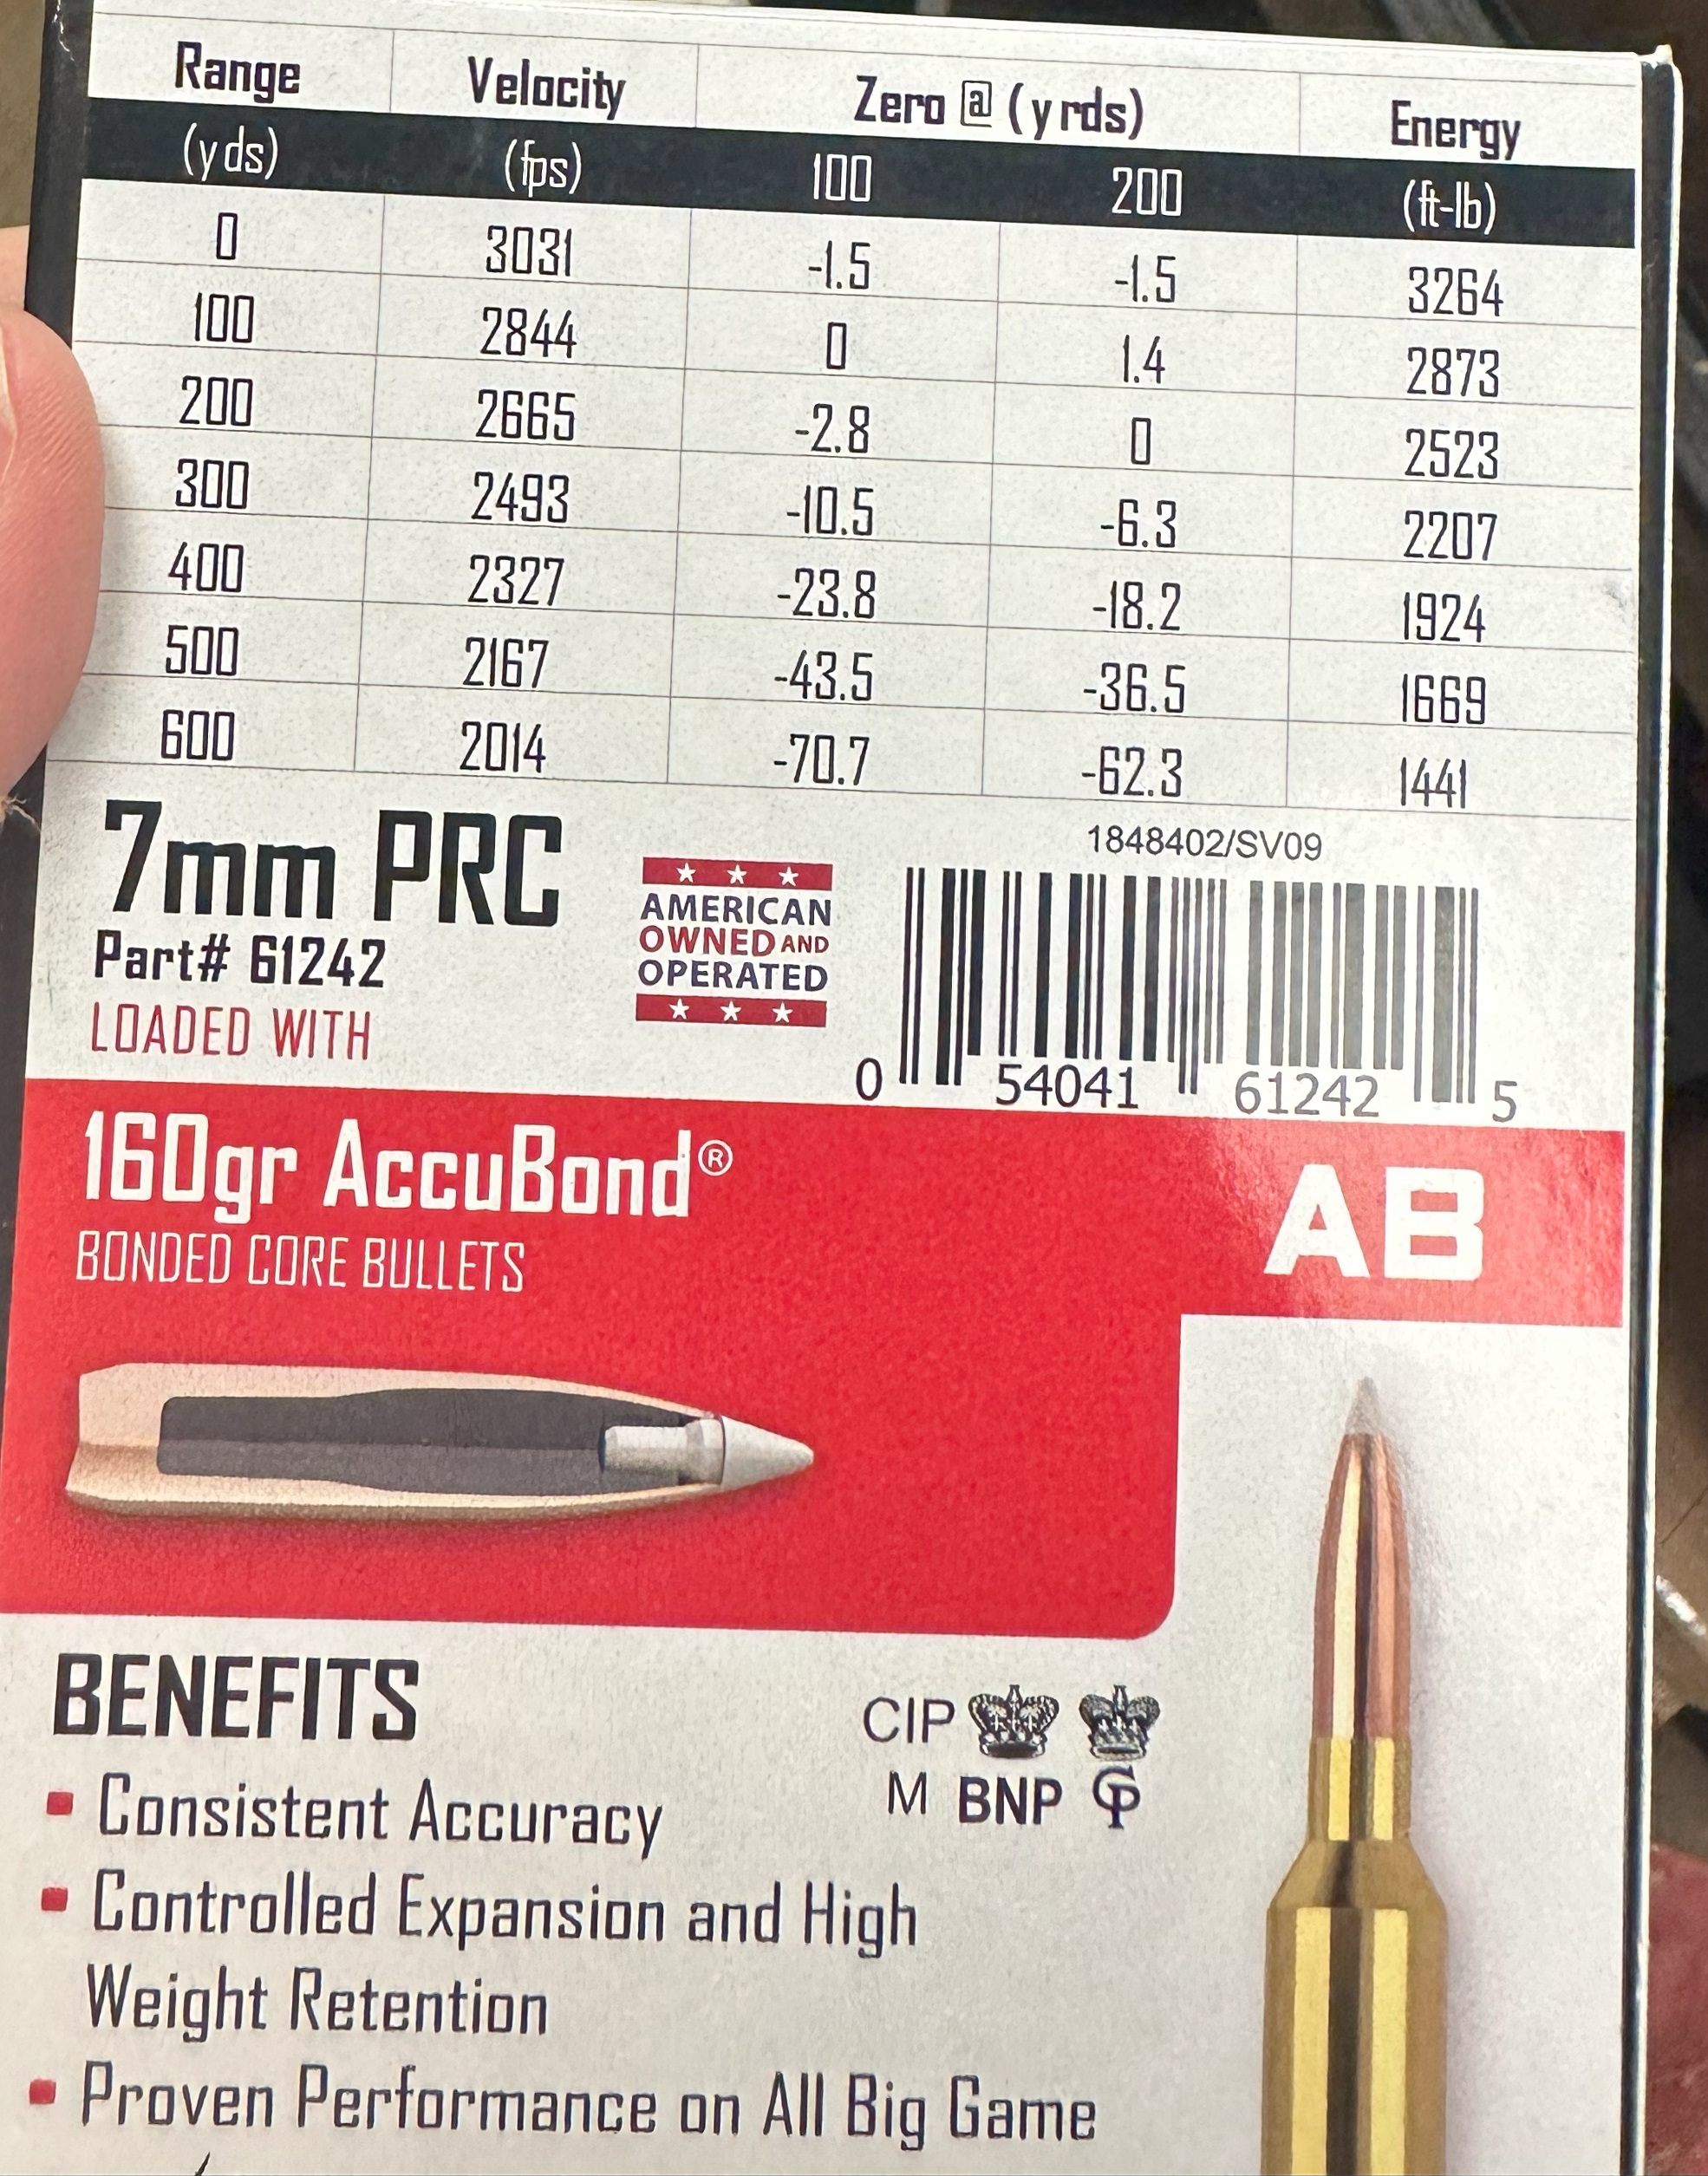 Range Velocity Zero @ (yrds) Energy
(yds) (fps) 100 200 (ft-lb)
0 3031 -1.5 -1.5 3264
100 2844 0 1.4 2873
200 2665 -2.8 0 2523
300 2493 -10.5 -6.3 2207
400 2327 -23.8 -18.2 1924
500 2167 -43.5 -36.5 1669
600 2014 -70.7 -62.3 1441
7mm PRC
Part# 61242
LOADED WITH
AMERICAN
OWNED AND
OPERATED
1848402/SV09
0 54041 61242 5
160gr AccuBond®
BONDED CORE BULLETS
AB
BENEFITS
CIP
M BNP CP
▪ Consistent Accuracy
▪ Controlled Expansion and High
Weight Retention
▪ Proven Performance on All Big Game